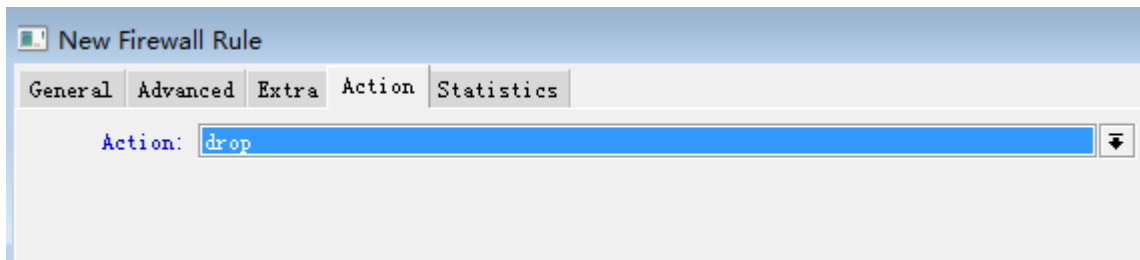 New Firewall Rule
General Advanced Extra Action Statistics
Action: drop